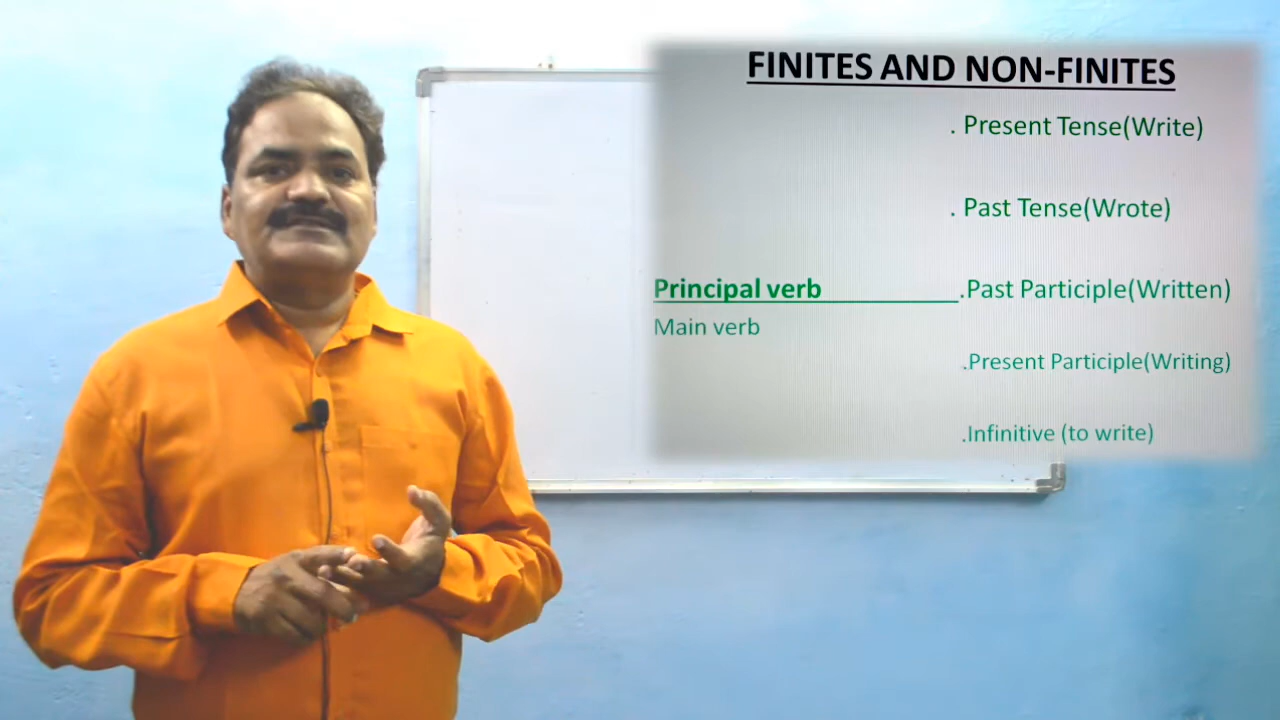 FINITES AND NON-FINITES
. Present Tense(Write)
. Past Tense(Wrote)
Principal verb .Past Participle(Written)
Main verb
.Present Participle(Writing)
.Infinitive (to write)